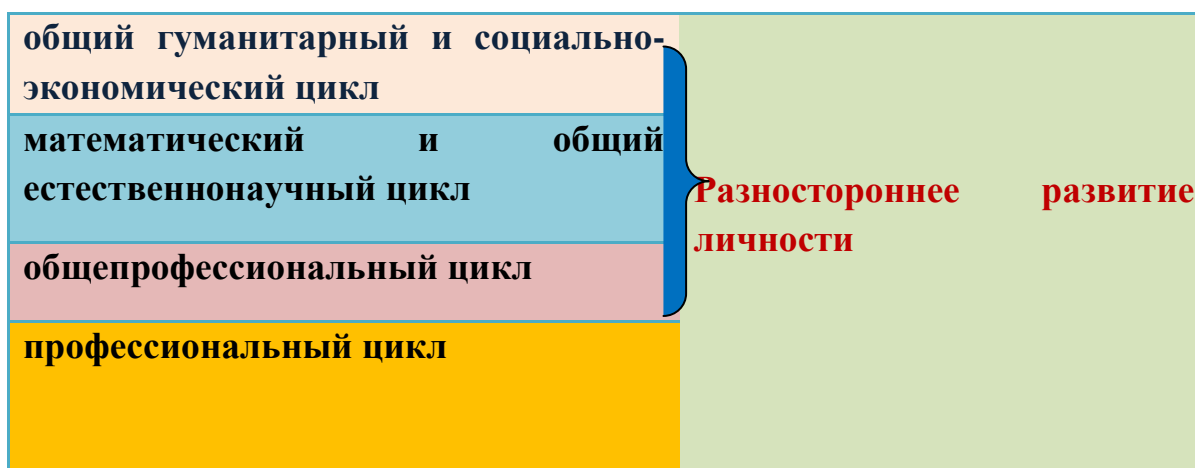 общий гуманитарный и социально-
экономический цикл
математический и общий
естественнонаучный цикл
общепрофессиональный цикл
профессиональный цикл
Разностороннее развитие
личности